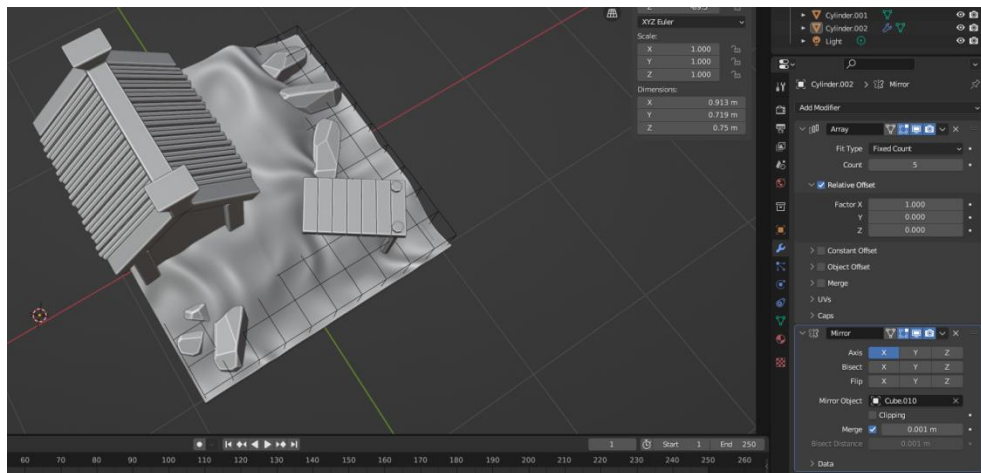 Z -89.5
XYZ Euler
Scale:
X 1.000
Y 1.000
Z 1.000
Dimensions:
X 0.913 m
Y 0.719 m
Z 0.75 m
Cylinder.001
Cylinder.002
Light
Cylinder.002 > Mirror
Add Modifier
Array
Fit Type Fixed Count
Count 5
Relative Offset
Factor X 1.000
Y 0.000
Z 0.000
Constant Offset
Object Offset
Merge
UVs
Caps
Mirror
Axis X Y Z
Bisect X Y Z
Flip X Y Z
Mirror Object Cube.010
Clipping
Merge 0.001 m
Bisect Distance 0.001 m
Data
1 Start 1 End 250
60 70 80 90 100 110 120 130 140 150 160 170 180 190 200 210 220 230 240 250 260